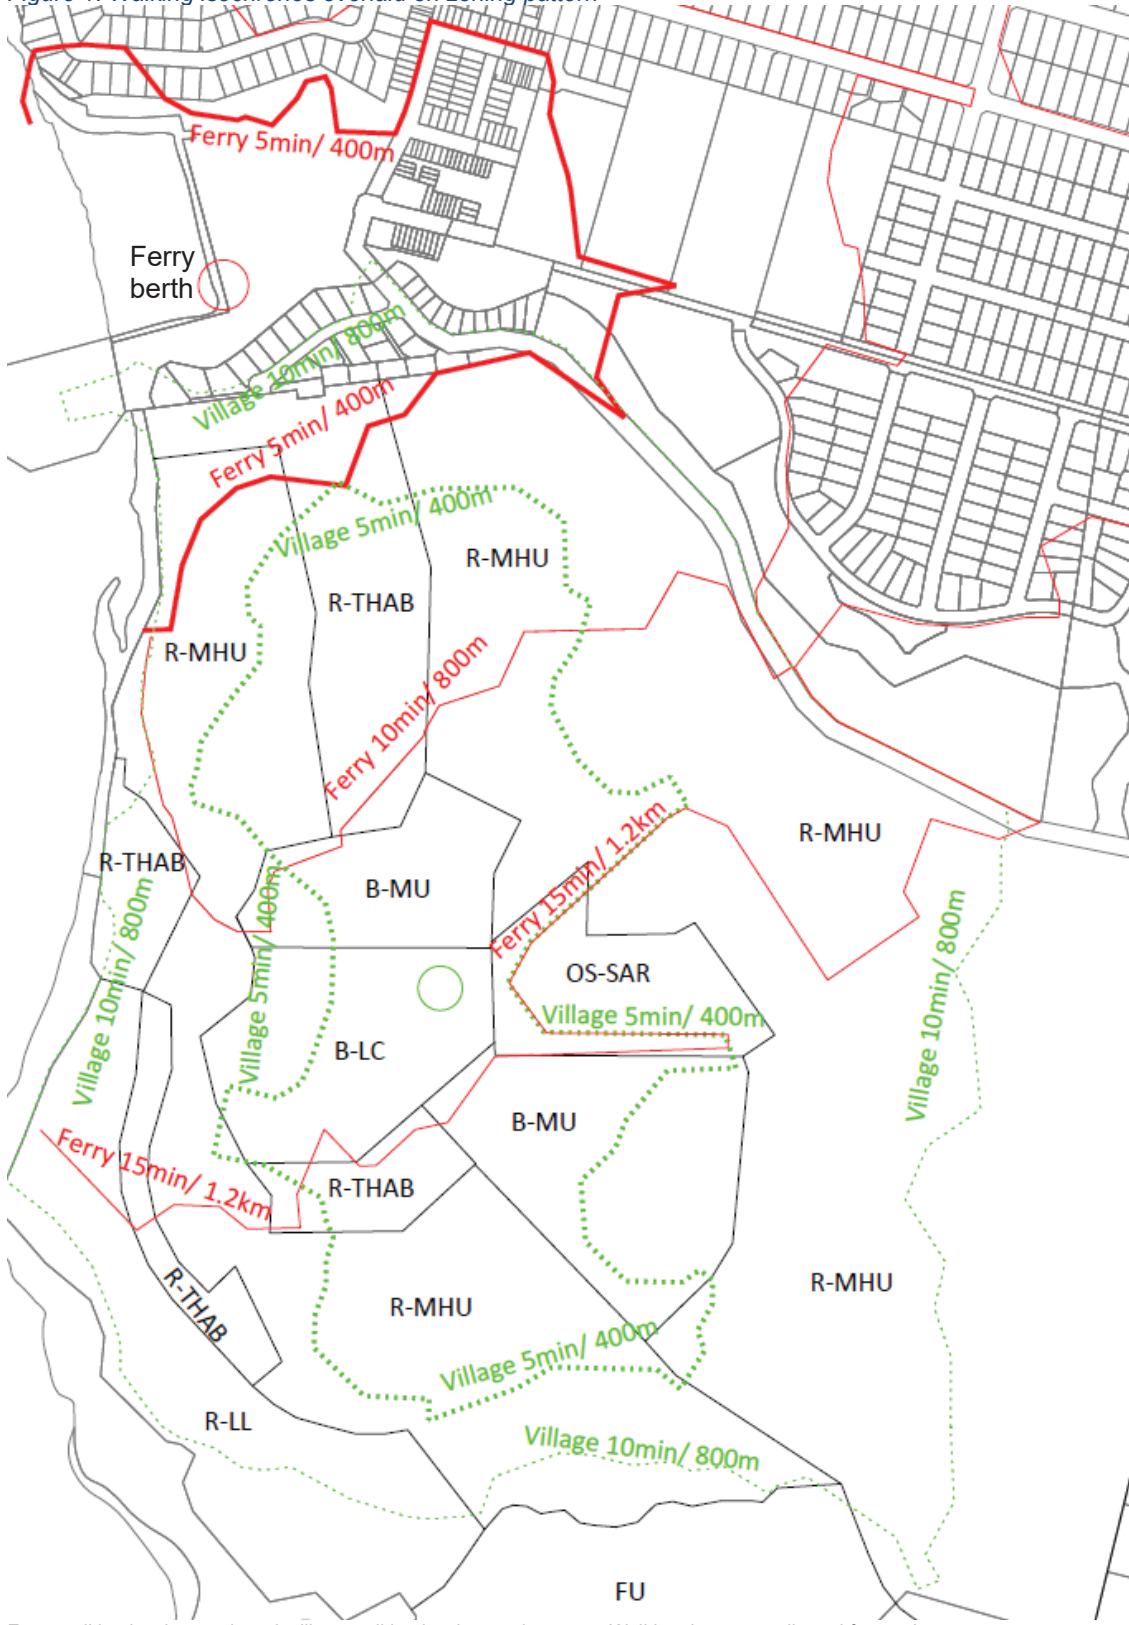 Ferry 5min/ 400m
Ferry
berth
Village 10min/ 800m
Ferry 5min/ 400m
Village 5min/ 400m
R-MHU
R-THAB
R-MHU
Ferry 10min/ 800m
R-THAB
B-MU
Ferry 15min/ 1.2km
R-MHU
Village 10min/ 800m
Village 5min/ 400m
OS-SAR
Village 5min/ 400m
Village 10min/ 800m
B-LC
B-MU
Ferry 15min/ 1.2km
R-THAB
R-THAB
R-MHU
R-MHU
Village 5min/ 400m
R-LL
Village 10min/ 800m
FU